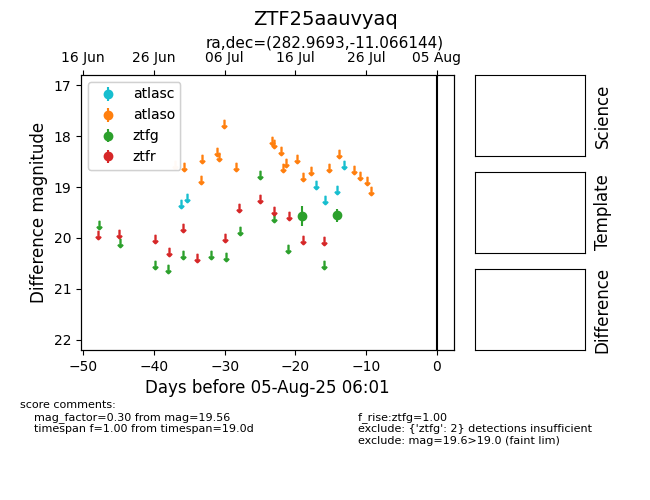 ZTF25aauvyaq
ra,dec=(282.9693,-11.066144)
16 Jun 26 Jun 06 Jul 16 Jul 26 Jul 05 Aug
atlasc
atlaso
ztfg
ztfr
17
18
19
20
21
22
Difference magnitude
−50 −40 −30 −20 −10 0
Days before 05-Aug-25 06:01
Science
Template
Difference
score comments:
mag_factor=0.30 from mag=19.56
timespan f=1.00 from timespan=19.0d
f_rise:ztfg=1.00
exclude: {'ztfg': 2} detections insufficient
exclude: mag=19.6>19.0 (faint lim)